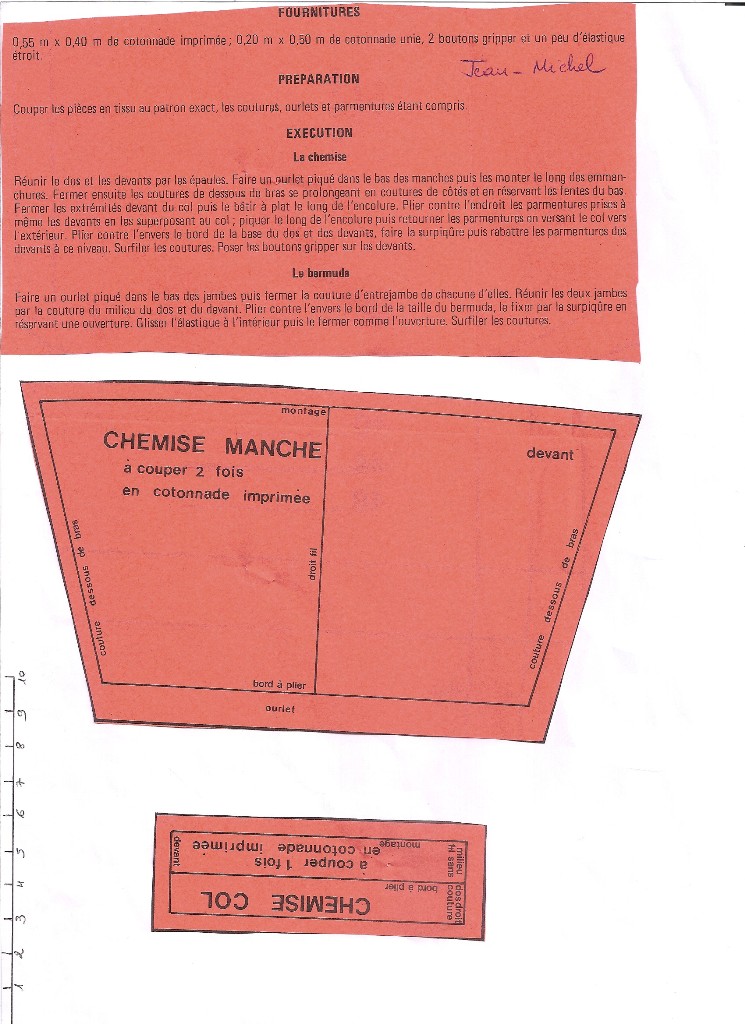 FOURNITURES
0,55 m x 0,40 m de cotonnade imprimée ; 0,20 m x 0,50 m de cotonnade unie, 2 boutons gripper et un peu d'élastique
étroit.
Jean-Michel
PREPARATION
Couper les pièces en tissu au patron exact, les coutures, ourlets et parmentures étant compris.
EXECUTION
La chemise
Réunir le dos et les devants par les épaules. Faire un ourlet piqué dans le bas des manches puis les monter le long des emman-
chures. Fermer ensuite les coutures de dessous de bras se prolongeant en coutures de côtés et en réservant les fentes du bas.
Fermer les extrémités devant du col puis le bâtir à plat le long de l'encolure. Plier contre l'endroit les parmentures prises à
même les devants en les superposant au col ; piquer le long de l'encolure puis retourner les parmentures en versant le col vers
l'extérieur. Plier contre l'envers le bord de la base du dos et des devants, faire la surpiqûre puis rabattre les parmentures des
devants à ce niveau. Surfiler les coutures. Poser les boutons gripper sur les devants.
Le bermuda
Faire un ourlet piqué dans le bas des jambes puis fermer la couture d'entrejambe de chacune d'elles. Réunir les deux jambes
par la couture du milieu du dos et du devant. Plier contre l'envers le bord de la taille du bermuda, le fixer par la surpiqûre en
réservant une ouverture. Glisser l'élastique à l'intérieur puis le fermer comme l'ouverture. Surfiler les coutures.
montage
CHEMISE MANCHE
à couper 2 fois
en cotonnade imprimée
devant
couture dessous de bras
droit fil
couture dessous de bras
bord à plier
ourlet
10
9
8
7
6
5
4
3
2
1
CHEMISE COL
bord à plier
à couper 1 fois
en cotonnade imprimée
montage
devant
milieu dos droit
fil sans couture